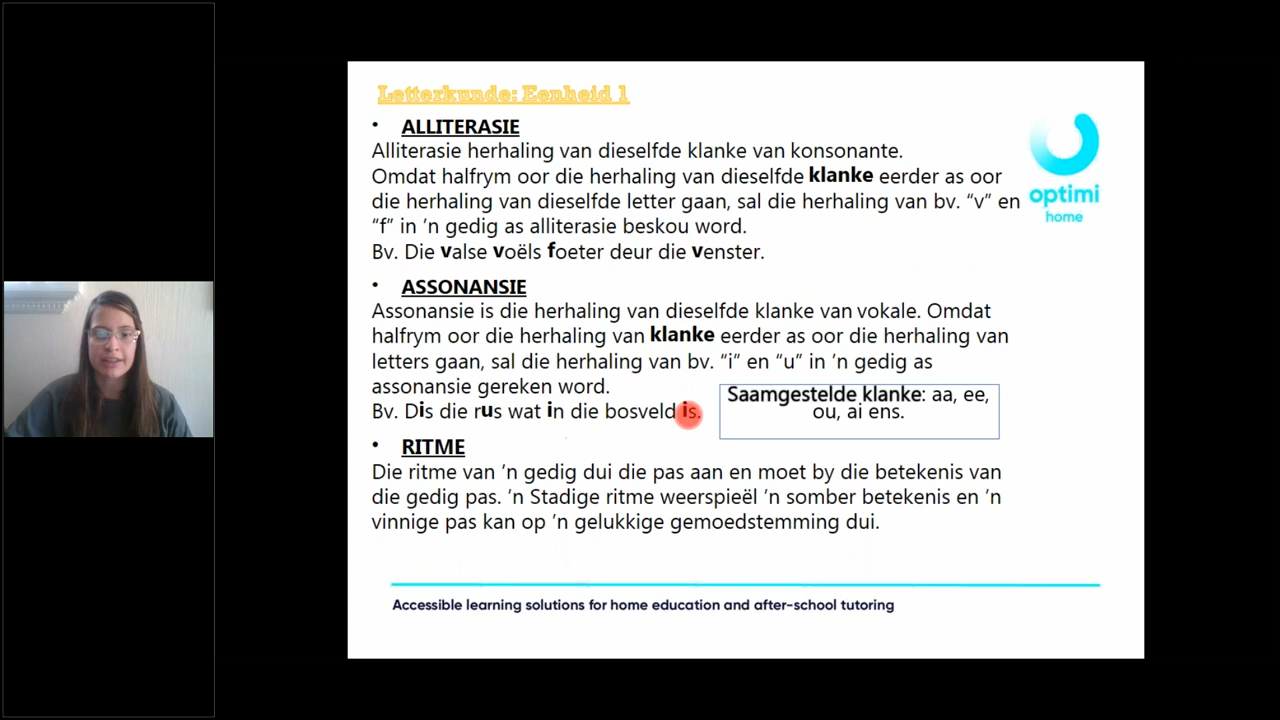 Letterkunde: Eenheid 1
• ALLITERASIE
Alliterasie herhaling van dieselfde klanke van konsonante.
Omdat halfrym oor die herhaling van dieselfde klanke eerder as oor
die herhaling van dieselfde letter gaan, sal die herhaling van bv. “v” en
“f” in ’n gedig as alliterasie beskou word.
Bv. Die valse voëls foeter deur die venster.
optimi
home
• ASSONANSIE
Assonansie is die herhaling van dieselfde klanke van vokale. Omdat
halfrym oor die herhaling van klanke eerder as oor die herhaling van
letters gaan, sal die herhaling van bv. “i” en “u” in ’n gedig as
assonansie gereken word.
Bv. Dis die rus wat in die bosveld is.
Saamgestelde klanke: aa, ee,
ou, ai ens.
• RITME
Die ritme van ’n gedig dui die pas aan en moet by die betekenis van
die gedig pas. ’n Stadige ritme weerspieël ’n somber betekenis en ’n
vinnige pas kan op ’n gelukkige gemoedstemming dui.
Accessible learning solutions for home education and after-school tutoring